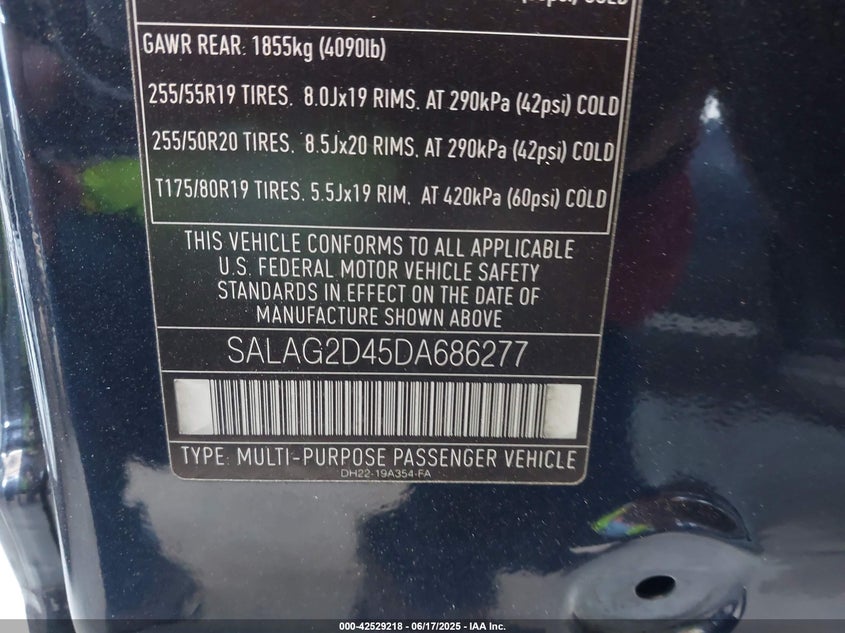 COLD
GAWR REAR: 1855kg (4090lb)
255/55R19 TIRES. 8.0Jx19 RIMS. AT 290kPa (42psi) COLD
255/50R20 TIRES. 8.5Jx20 RIMS. AT 290kPa (42psi) COLD
T175/80R19 TIRES. 5.5Jx19 RIM. AT 420kPa (60psi) COLD
THIS VEHICLE CONFORMS TO ALL APPLICABLE
U.S. FEDERAL MOTOR VEHICLE SAFETY
STANDARDS IN EFFECT ON THE DATE OF
MANUFACTURE SHOWN ABOVE
SALAG2D45DA686277
TYPE: MULTI-PURPOSE PASSENGER VEHICLE
DH22-19A354-FA
000-42529218 - 06/17/2025 - IAA Inc.